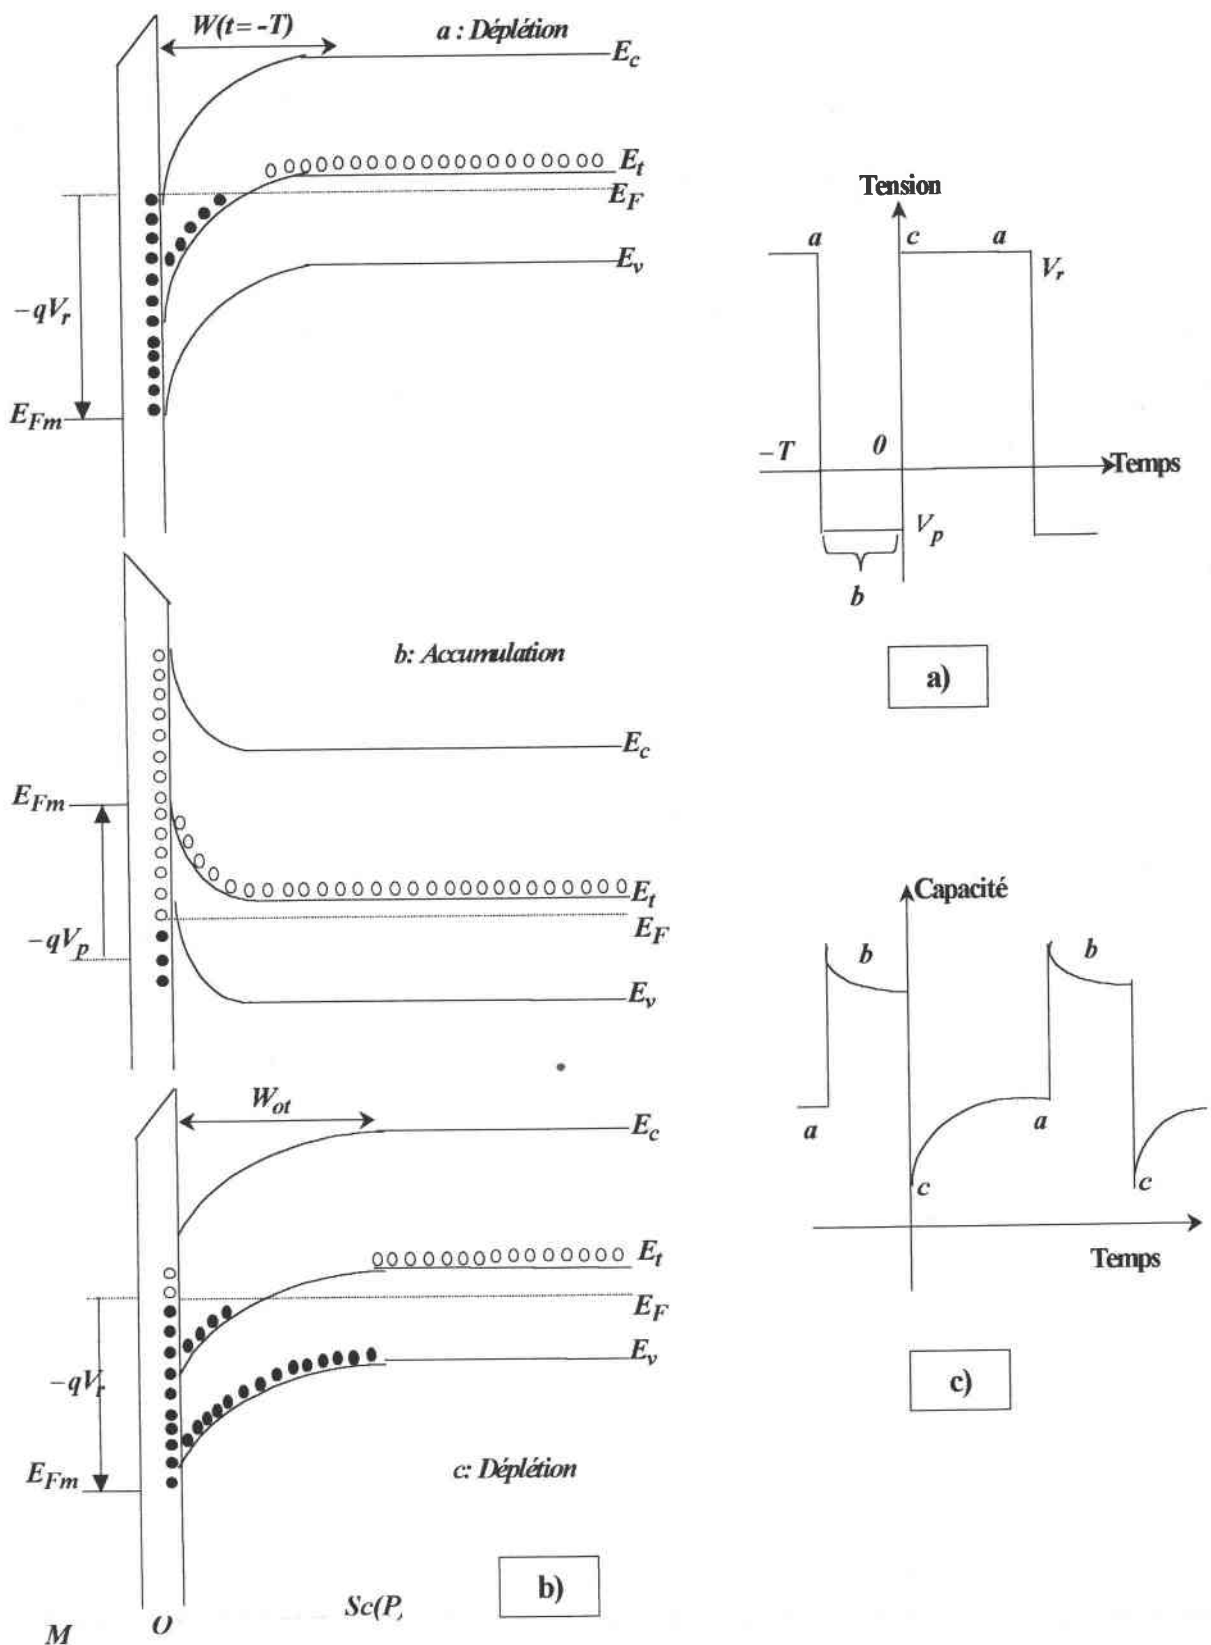 W(t= -T)
a : Déplétion
E_c
E_t
E_F
E_v
–qV_r
E_Fm
Tension
a
c
a
V_r
–T
0
Temps
V_p
b
a)
b: Accumulation
E_c
E_Fm
E_t
E_F
–qV_p
E_v
Capacité
b
b
a
a
c
c
Temps
c)
W_ot
E_c
E_t
E_F
E_v
–qV_r
E_Fm
c: Déplétion
b)
Sc(P)
O
M